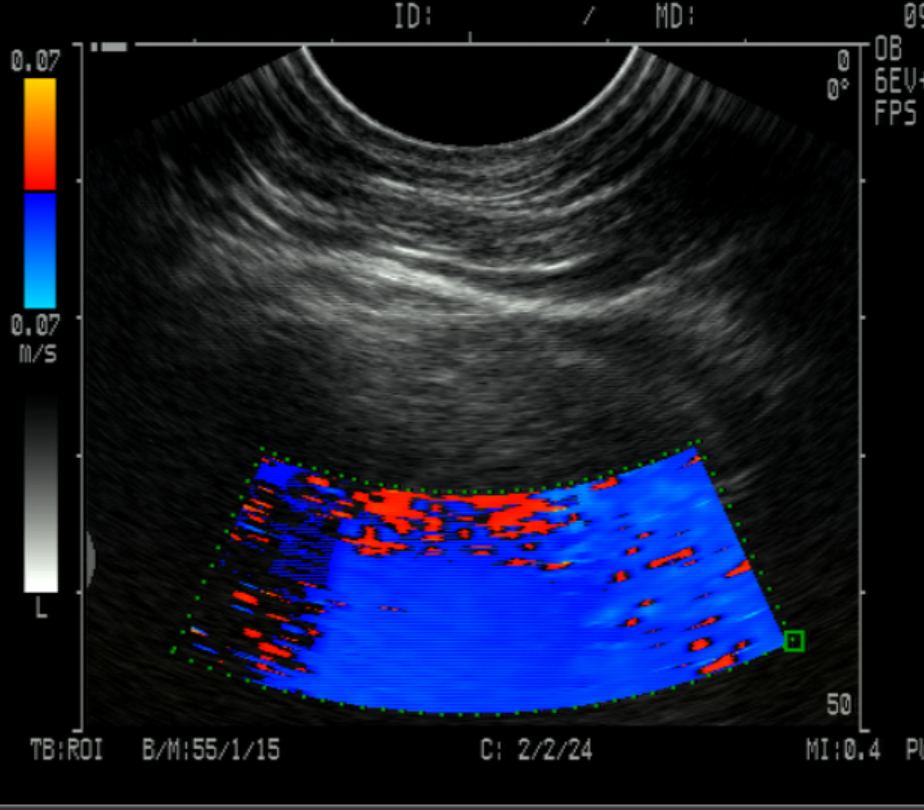 ID: / MD:
0.07
0
0°
OB
6EV+
FPS
0.07
m/s
L
50
TB:ROI B/M:55/1/15 C: 2/2/24 MI:0.4